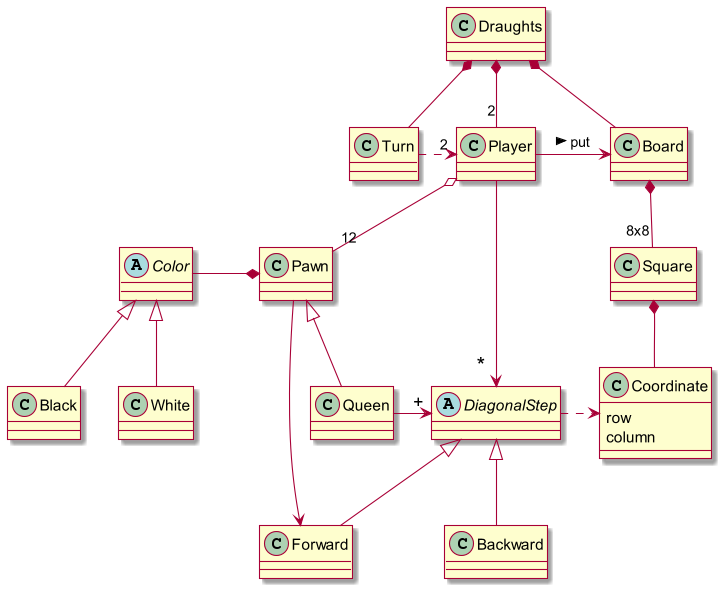 C Draughts
2
C Turn
2
C Player
> put
C Board
12
8x8
A Color
C Pawn
C Square
*
C Black
C White
C Queen
+
A DiagonalStep
C Coordinate
row
column
C Forward
C Backward